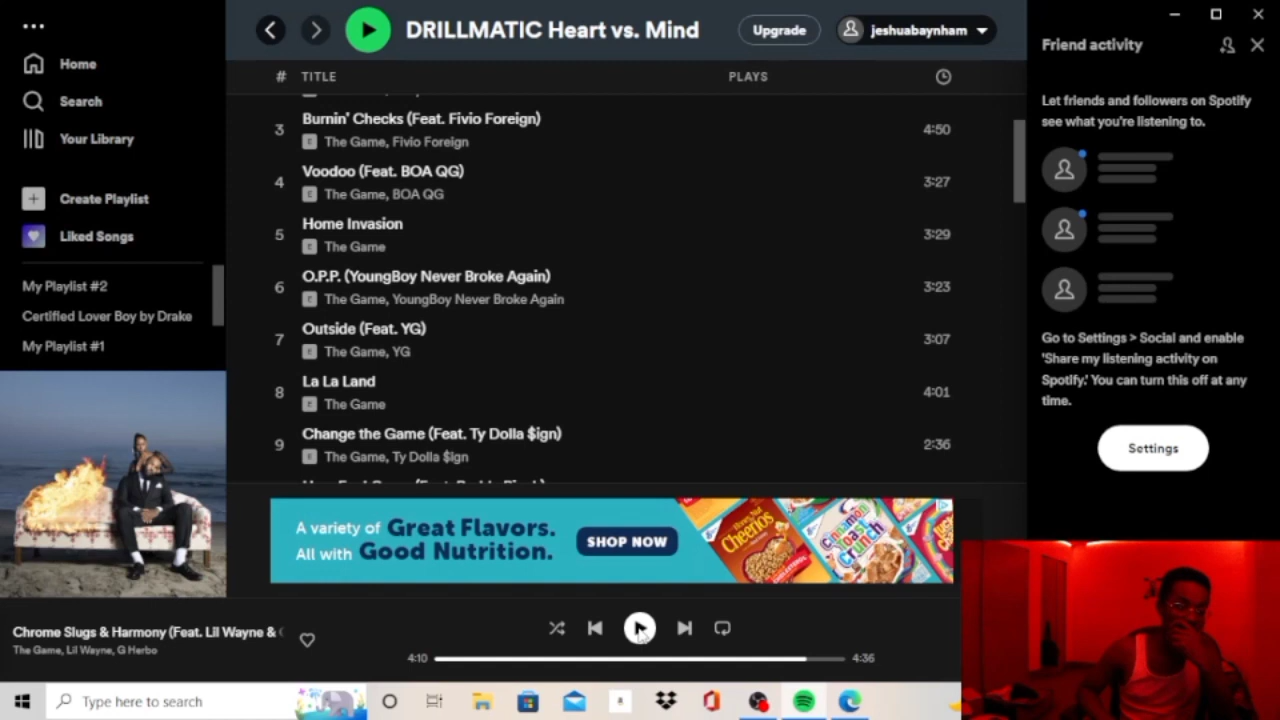 DRILLMATIC Heart vs. Mind
Upgrade
jeshuabaynham
Home
Search
Your Library
Create Playlist
Liked Songs
My Playlist #2
Certified Lover Boy by Drake
My Playlist #1
# TITLE PLAYS
3 Burnin' Checks (Feat. Fivio Foreign) 4:50
E The Game, Fivio Foreign
4 Voodoo (Feat. BOA QG) 3:27
E The Game, BOA QG
5 Home Invasion 3:29
E The Game
6 O.P.P. (YoungBoy Never Broke Again) 3:23
E The Game, YoungBoy Never Broke Again
7 Outside (Feat. YG) 3:07
E The Game, YG
8 La La Land 4:01
E The Game
9 Change the Game (Feat. Ty Dolla $ign) 2:36
E The Game, Ty Dolla $ign
A variety of Great Flavors.
All with Good Nutrition.
SHOP NOW
Honey Nut
Cheerios
Cinnamon
Toast
Crunch
Friend activity
Let friends and followers on Spotify
see what you're listening to.
Go to Settings > Social and enable
'Share my listening activity on
Spotify.' You can turn this off at any
time.
Settings
Chrome Slugs & Harmony (Feat. Lil Wayne &
The Game, Lil Wayne, G Herbo
4:10
4:36
Type here to search